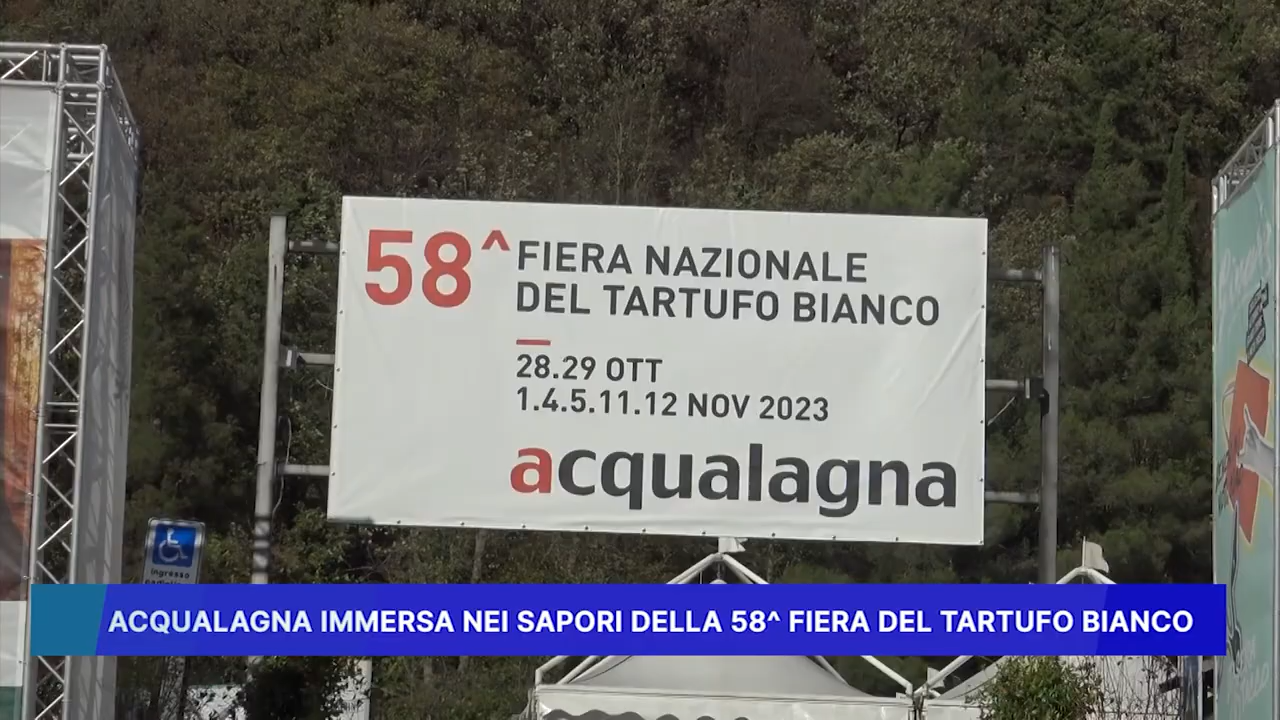 58^ FIERA NAZIONALE
DEL TARTUFO BIANCO
28.29 OTT
1.4.5.11.12 NOV 2023
acqualagna
ingresso
ACQUALAGNA IMMERSA NEI SAPORI DELLA 58^ FIERA DEL TARTUFO BIANCO